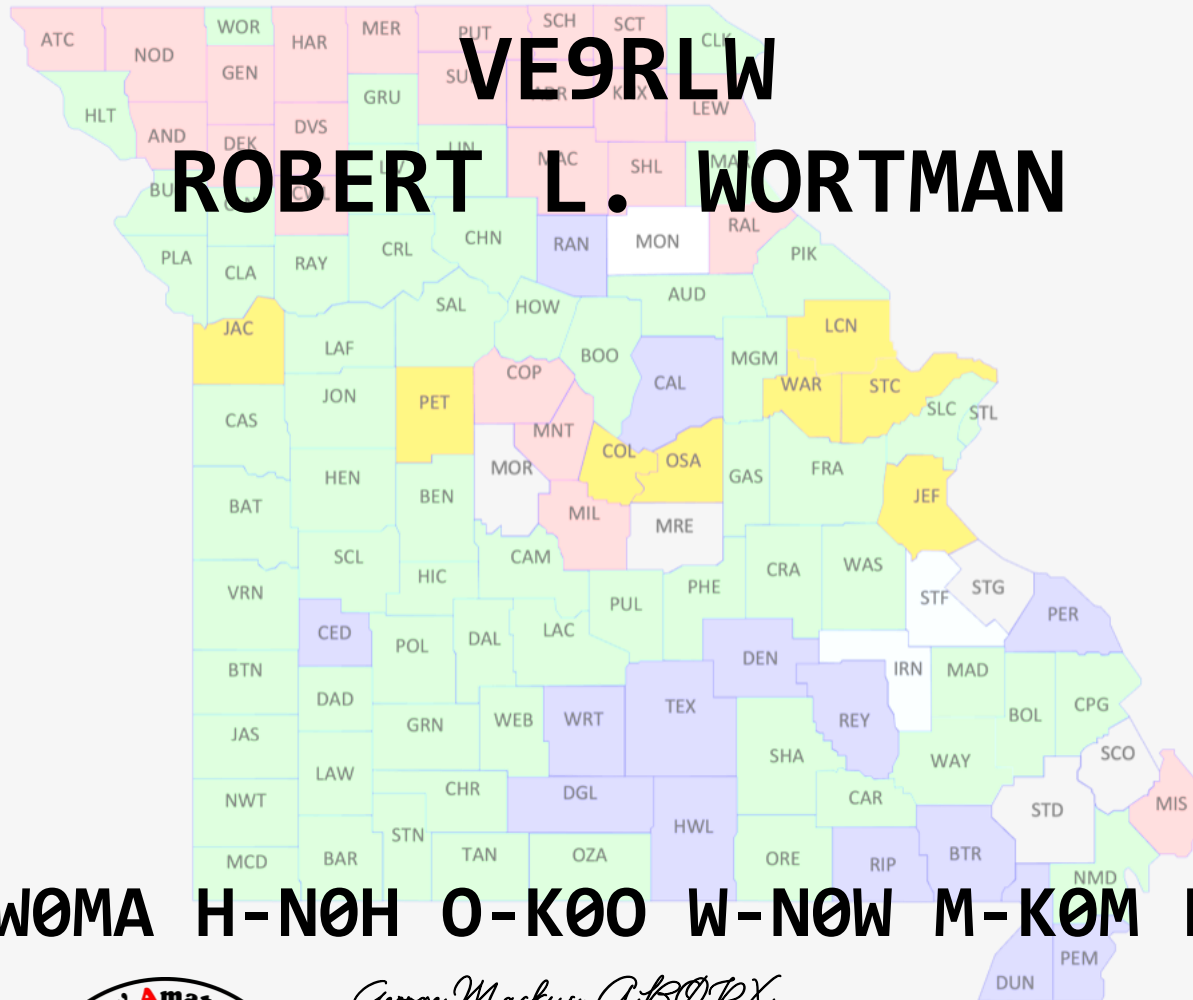 WOR
MER
SCH
SCT
ATC
HAR
PUT
CLK
NOD
VE9RLW
GEN
GRU
LEW
HLT
AND
DEK
DVS
MAC
SHL
MAR
ROBERT L. WORTMAN
RAL
CHN
RAN
MON
PLA
CLA
RAY
CRL
PIK
SAL
HOW
AUD
JAC
LAF
BOO
MGM
LCN
COP
CAL
WAR
STC
JON
PET
SLC
STL
CAS
MNT
COL
OSA
MOR
HEN
BEN
GAS
FRA
JEF
BAT
MIL
MRE
SCL
CAM
CRA
WAS
VRN
HIC
PUL
PHE
STF
STG
PER
CED
POL
DAL
LAC
DEN
BTN
DAD
IRN
MAD
JAS
GRN
WEB
WRT
TEX
REY
BOL
CPG
LAW
SHA
WAY
SCO
NWT
CHR
DGL
CAR
STD
MIS
STN
HWL
MCD
BAR
TAN
OZA
ORE
RIP
BTR
NMD
W0MA H-N0H O-K0O W-N0W M-K0M
PEM
DUN